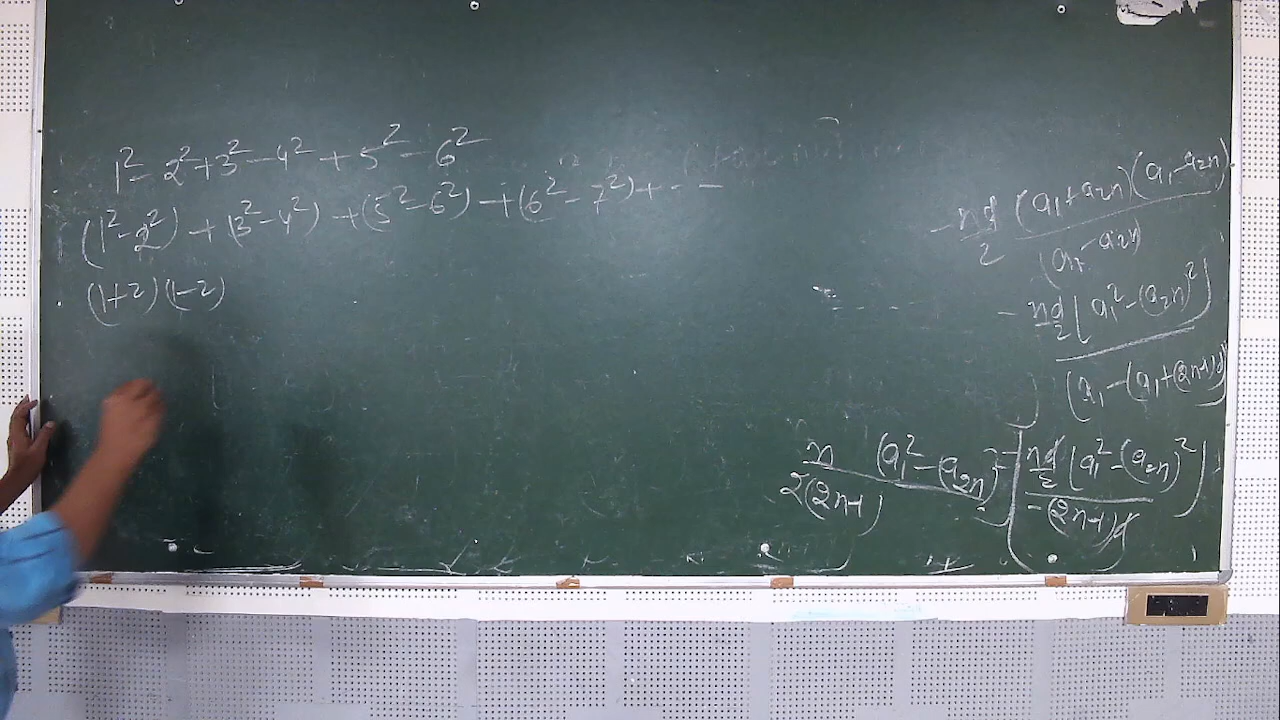 1² - 2² + 3² - 4² + 5² - 6²
(1² - 2²) + (3² - 4²) + (5² - 6²) + (6² - 7²) + - -
(1+2)(1-2)
-nd/2 (a₁+a₂ₙ)(a₁-a₂ₙ)
(a₁-a₂ₙ)
- nd/2 [a₁² - (a₂ₙ)²]
(a₁-(a₁+(2n-1)d)
n/2(2n-1) (a₁² - (a₂ₙ)²
nd/2 [a₁² - (a₂ₙ)²]
-(2n-1)d